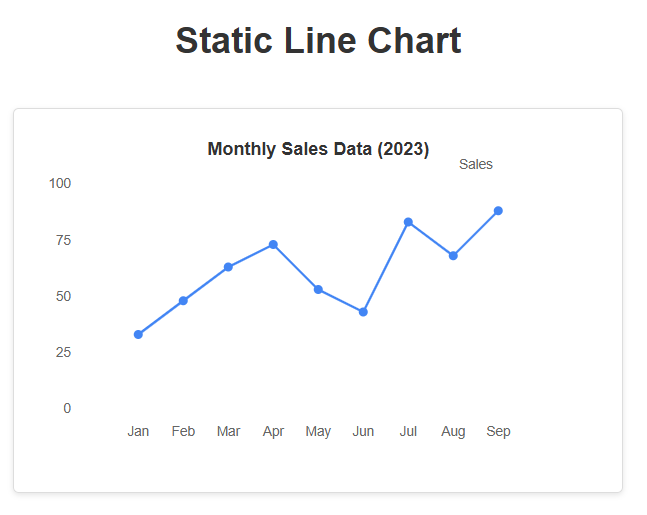 Static Line Chart
Monthly Sales Data (2023)
Sales
100
75
50
25
0
Jan Feb Mar Apr May Jun Jul Aug Sep